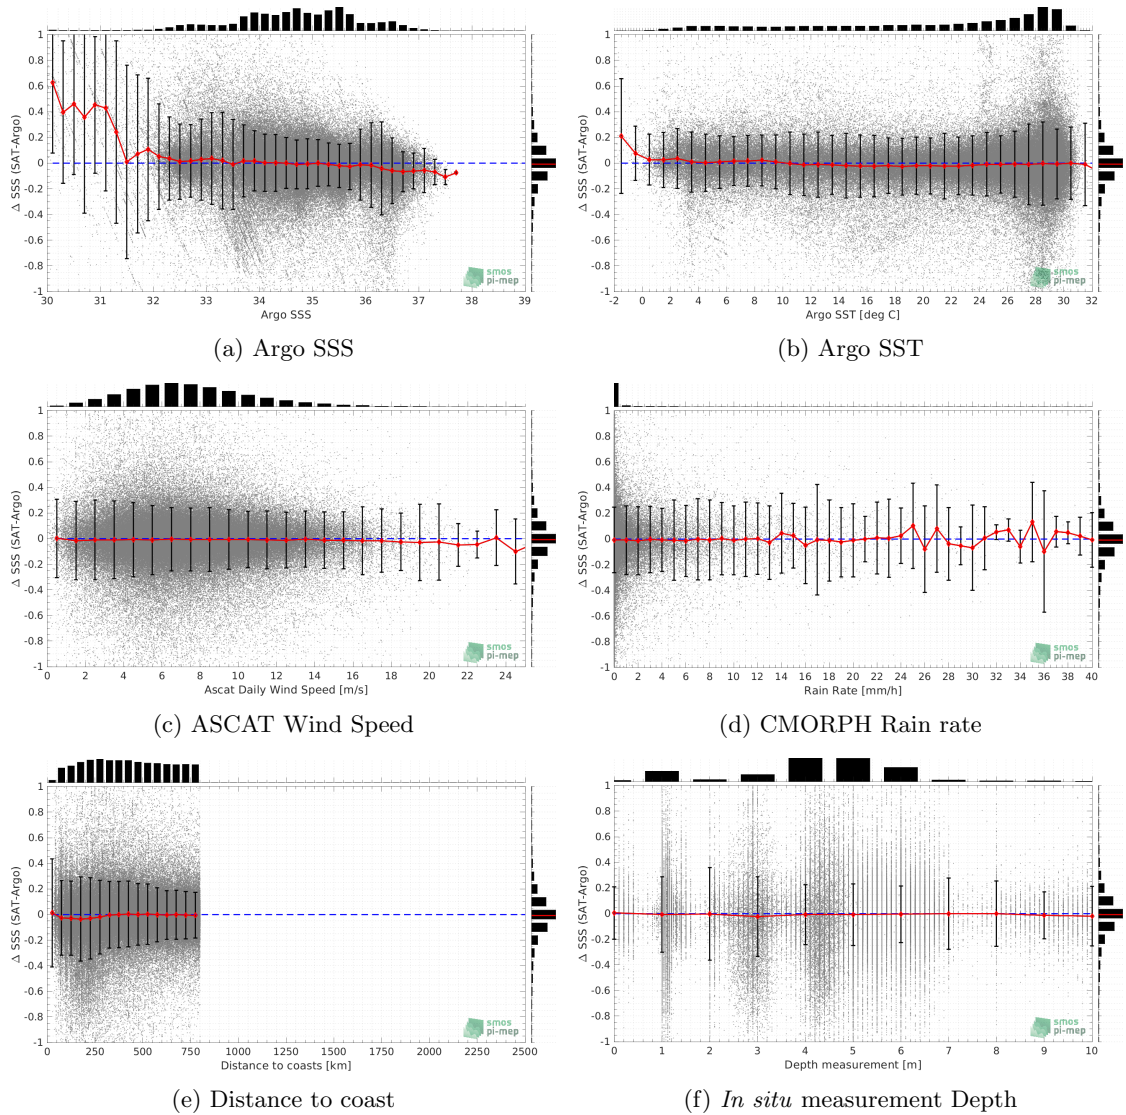 1
0.8
0.6
0.4
0.2
0
-0.2
-0.4
-0.6
-0.8
-1
Δ SSS (SAT-Argo)
30 31 32 33 34 35 36 37 38 39
Argo SSS
smos
pi-mep
(a) Argo SSS
1
0.8
0.6
0.4
0.2
0
-0.2
-0.4
-0.6
-0.8
-1
Δ SSS (SAT-Argo)
-2 0 2 4 6 8 10 12 14 16 18 20 22 24 26 28 30 32
Argo SST [deg C]
smos
pi-mep
(b) Argo SST
1
0.8
0.6
0.4
0.2
0
-0.2
-0.4
-0.6
-0.8
-1
Δ SSS (SAT-Argo)
0 2 4 6 8 10 12 14 16 18 20 22 24
Ascat Daily Wind Speed [m/s]
smos
pi-mep
(c) ASCAT Wind Speed
1
0.8
0.6
0.4
0.2
0
-0.2
-0.4
-0.6
-0.8
-1
Δ SSS (SAT-Argo)
0 2 4 6 8 10 12 14 16 18 20 22 24 26 28 30 32 34 36 38 40
Rain Rate [mm/h]
smos
pi-mep
(d) CMORPH Rain rate
1
0.8
0.6
0.4
0.2
0
-0.2
-0.4
-0.6
-0.8
-1
Δ SSS (SAT-Argo)
0 250 500 750 1000 1250 1500 1750 2000 2250 2500
Distance to coasts [km]
smos
pi-mep
(e) Distance to coast
1
0.8
0.6
0.4
0.2
0
-0.2
-0.4
-0.6
-0.8
-1
Δ SSS (SAT-Argo)
0 1 2 3 4 5 6 7 8 9 10
Depth measurement [m]
smos
pi-mep
(f) In situ measurement Depth